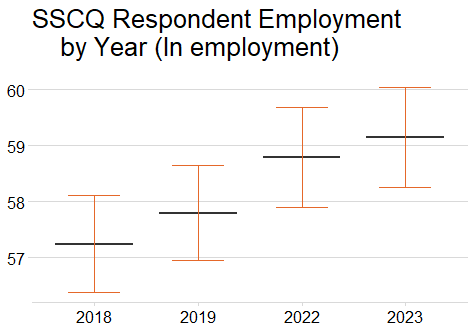 SSCQ Respondent Employment
by Year (In employment)
60
59
58
57
2018 2019 2022 2023